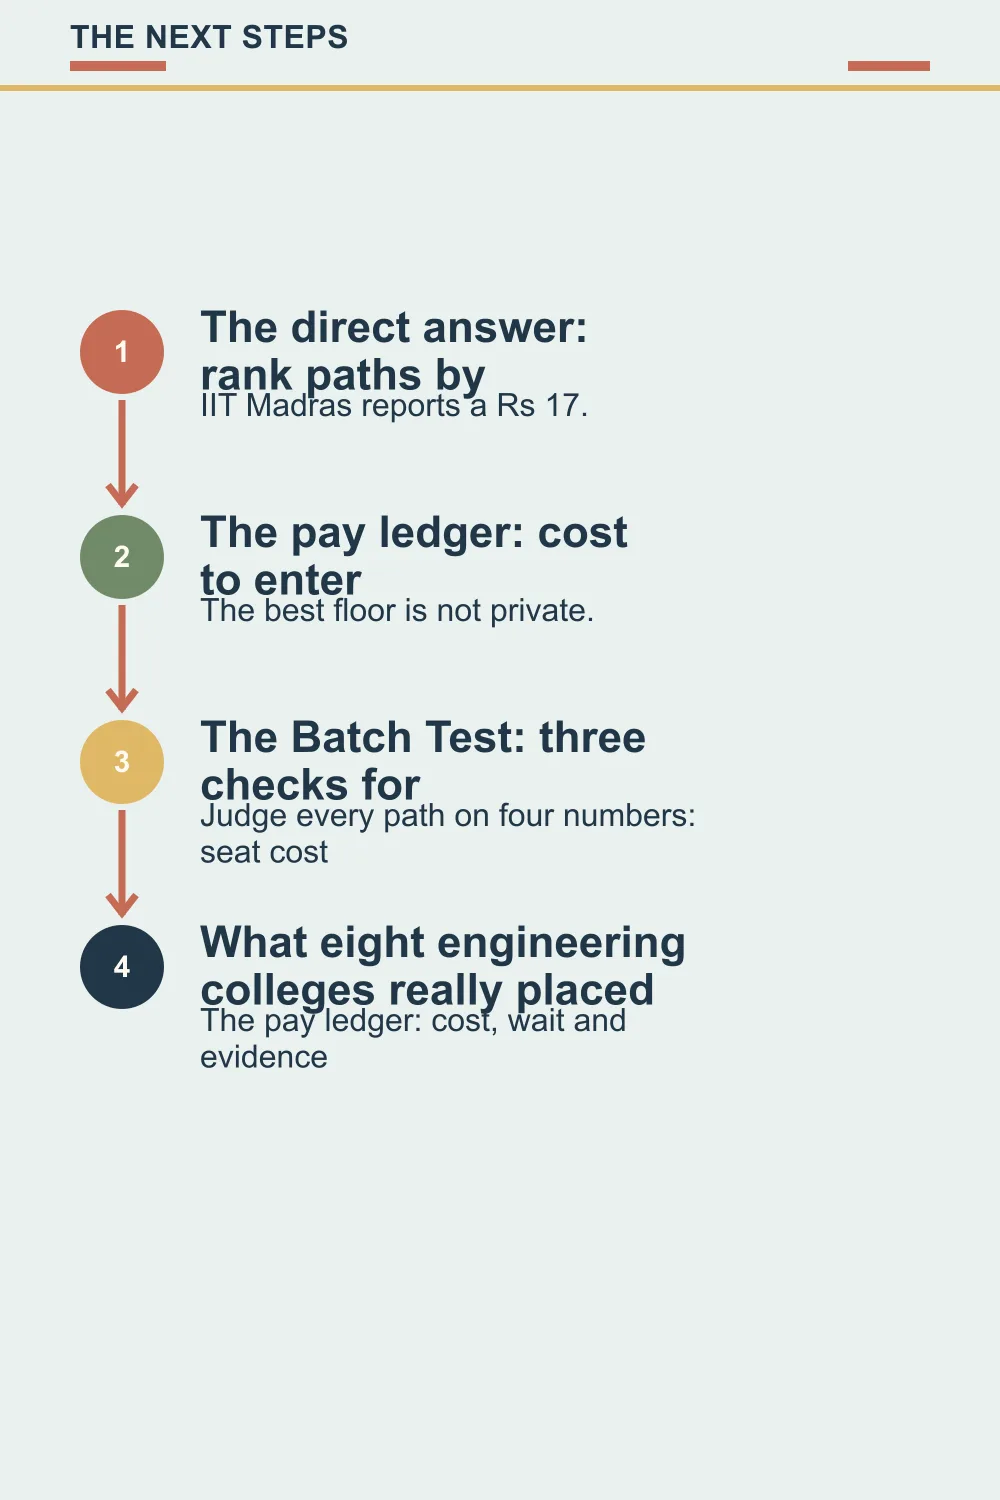 THE NEXT STEPS
1
The direct answer:
rank paths by
IIT Madras reports a Rs 17.
2
The pay ledger: cost
to enter
The best floor is not private.
3
The Batch Test: three
checks for
Judge every path on four numbers:
seat cost
4
What eight engineering
colleges really placed
The pay ledger: cost, wait and
evidence